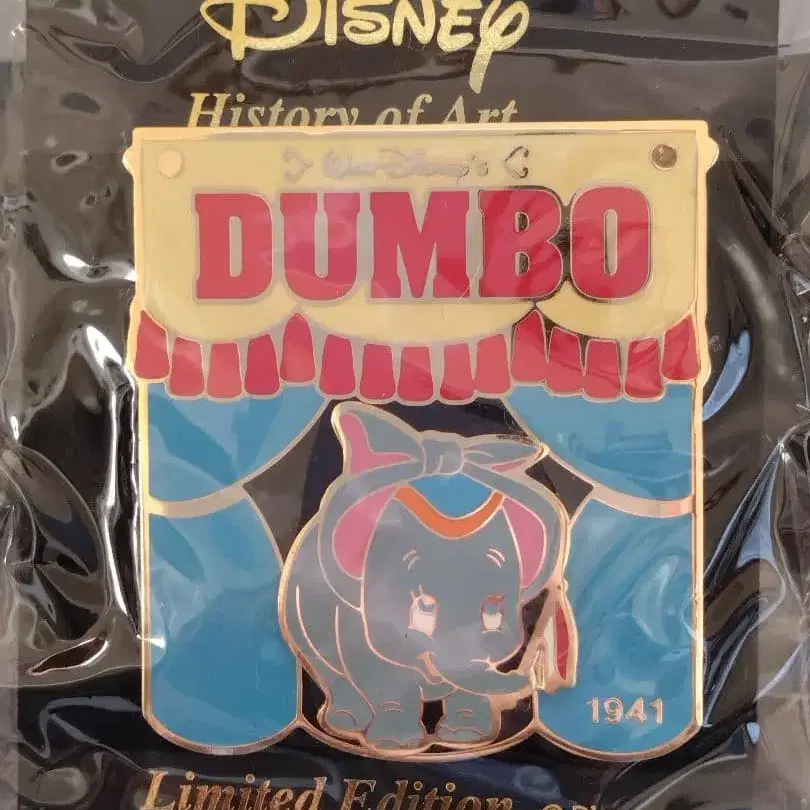 Disney
History of Art
Walt Disney's
DUMBO
1941
Limited Edition